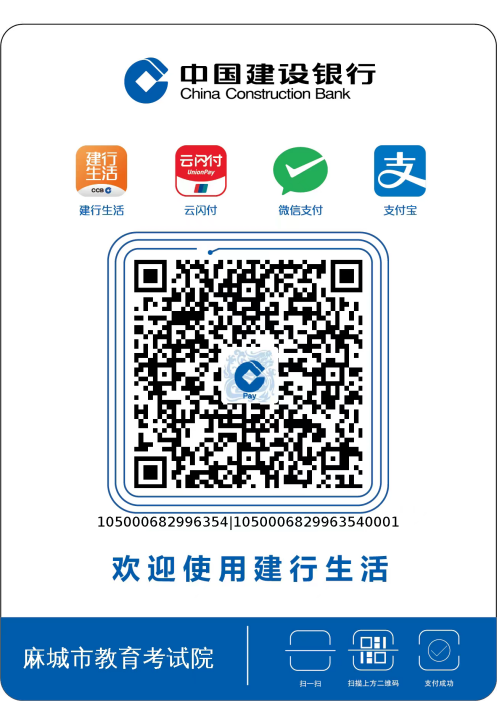 中国建设银行
China Construction Bank
建行
生活
CCB
云闪付
UnionPay
支
建行生活
云闪付
微信支付
支付宝
Pay
105000682996354|1050006829963540001
欢迎使用建行生活
麻城市教育考试院
扫一扫
扫描上方二维码
支付成功